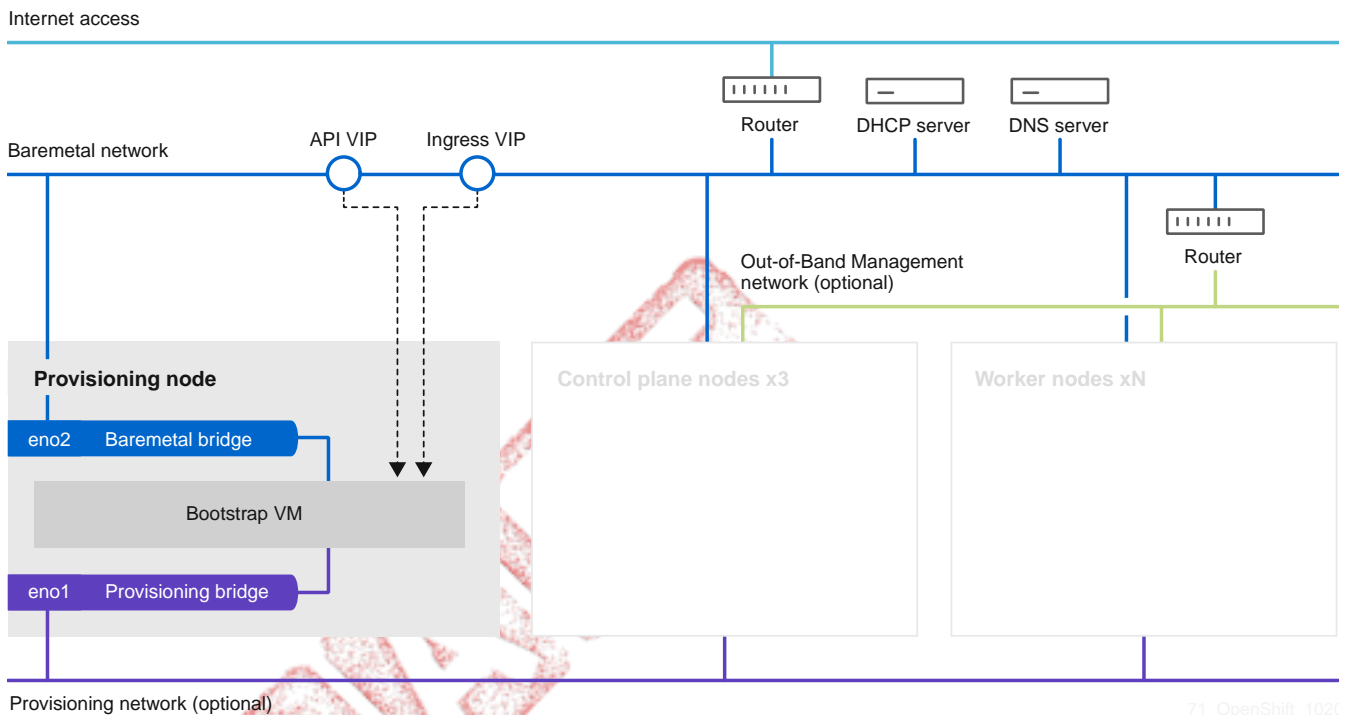 Internet access
Router
DHCP server
DNS server
Baremetal network
API VIP
Ingress VIP
Router
Out-of-Band Management
network (optional)
Provisioning node
Control plane nodes x3
Worker nodes xN
eno2
Baremetal bridge
Bootstrap VM
eno1
Provisioning bridge
Provisioning network (optional)
71_OpenShift_1020